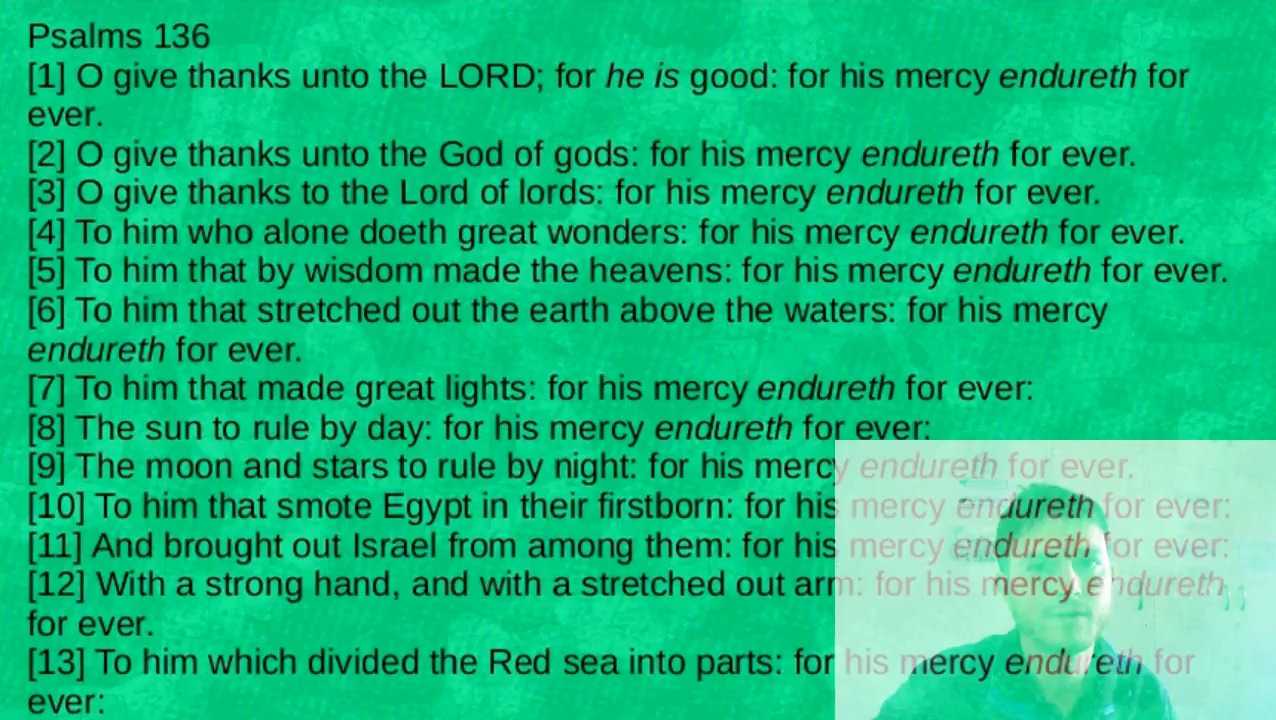 Psalms 136
[1] O give thanks unto the LORD; for he is good: for his mercy endureth for
ever.
[2] O give thanks unto the God of gods: for his mercy endureth for ever.
[3] O give thanks to the Lord of lords: for his mercy endureth for ever.
[4] To him who alone doeth great wonders: for his mercy endureth for ever.
[5] To him that by wisdom made the heavens: for his mercy endureth for ever.
[6] To him that stretched out the earth above the waters: for his mercy
endureth for ever.
[7] To him that made great lights: for his mercy endureth for ever:
[8] The sun to rule by day: for his mercy endureth for ever:
[9] The moon and stars to rule by night: for his mercy endureth for ever.
[10] To him that smote Egypt in their firstborn: for his mercy endureth for ever:
[11] And brought out Israel from among them: for his mercy endureth for ever:
[12] With a strong hand, and with a stretched out arm: for his mercy endureth
for ever.
[13] To him which divided the Red sea into parts: for his mercy endureth for
ever: